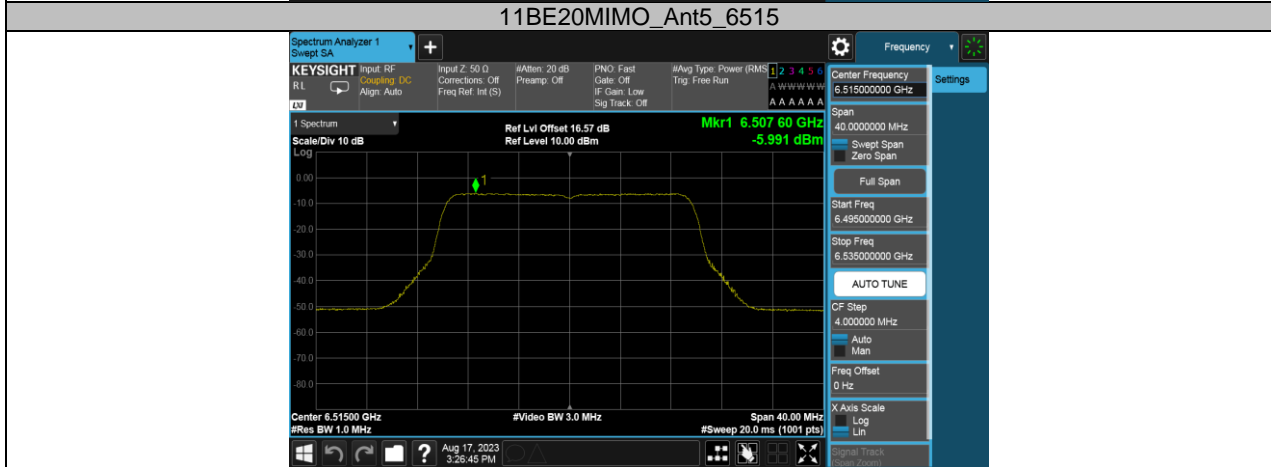 11BE20MIMO_Ant5_6515
Spectrum Analyzer 1
Swept SA
Frequency
KEYSIGHT
RL
LXI
Input: RF
Coupling: DC
Align: Auto
Input Z: 50 Ω
Corrections: Off
Freq Ref: Int (S)
#Atten: 20 dB
Preamp: Off
PNO: Fast
Gate: Off
IF Gain: Low
Sig Track: Off
#Avg Type: Power (RMS
Trig: Free Run
1 2 3 4 5 6
A W W W W W
A A A A A A
1 Spectrum
Scale/Div 10 dB
Log
Ref Lvl Offset 16.57 dB
Ref Level 10.00 dBm
Mkr1 6.507 60 GHz
-5.991 dBm
1
0.00
-10.0
-20.0
-30.0
-40.0
-50.0
-60.0
-70.0
-80.0
Center 6.51500 GHz
#Res BW 1.0 MHz
#Video BW 3.0 MHz
Span 40.00 MHz
#Sweep 20.0 ms (1001 pts)
Aug 17, 2023
3:26:45 PM
Center Frequency
6.515000000 GHz
Settings
Span
40.0000000 MHz
Swept Span
Zero Span
Full Span
Start Freq
6.495000000 GHz
Stop Freq
6.535000000 GHz
AUTO TUNE
CF Step
4.000000 MHz
Auto
Man
Freq Offset
0 Hz
X Axis Scale
Log
Lin
Signal Track
(Span Zoom)